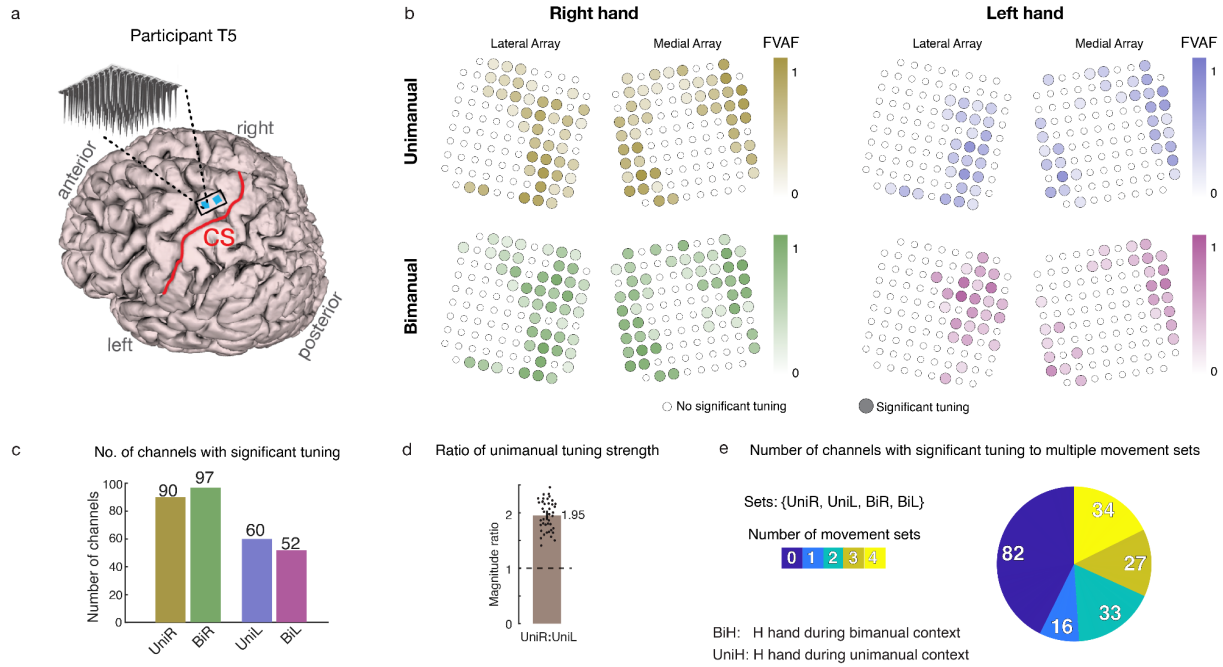 a
Participant T5
anterior
right
CS
left
posterior
b
Right hand
Left hand
Lateral Array
Medial Array
FVAF
Lateral Array
Medial Array
FVAF
Unimanual
1
0
1
0
Bimanual
1
0
1
0
No significant tuning
Significant tuning
c
No. of channels with significant tuning
Number of channels
100
80
60
40
20
0
90
97
60
52
UniR
BiR
UniL
BiL
d
Ratio of unimanual tuning strength
Magnitude ratio
2
1
0
1.95
UniR:UniL
e
Number of channels with significant tuning to multiple movement sets
Sets: {UniR, UniL, BiR, BiL}
Number of movement sets
0 1 2 3 4
34
27
33
16
82
BiH: H hand during bimanual context
UniH: H hand during unimanual context